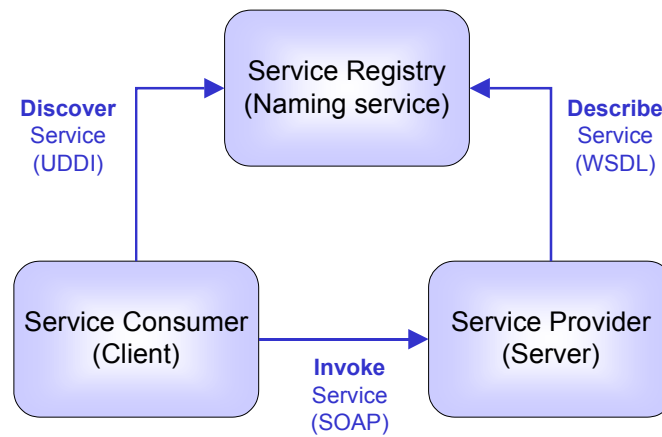 Service Registry
(Naming service)
Discover
Service
(UDDI)
Describe
Service
(WSDL)
Service Consumer
(Client)
Service Provider
(Server)
Invoke
Service
(SOAP)